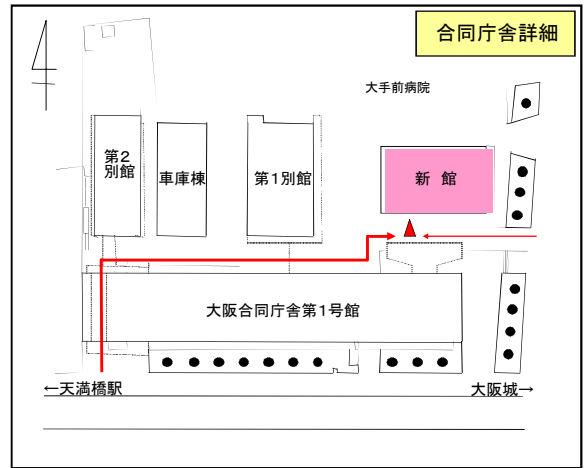 合同庁舎詳細
大手前病院
第2
別館
車庫棟
第1別館
新 館
大阪合同庁舎第1号館
←天満橋駅
大阪城→